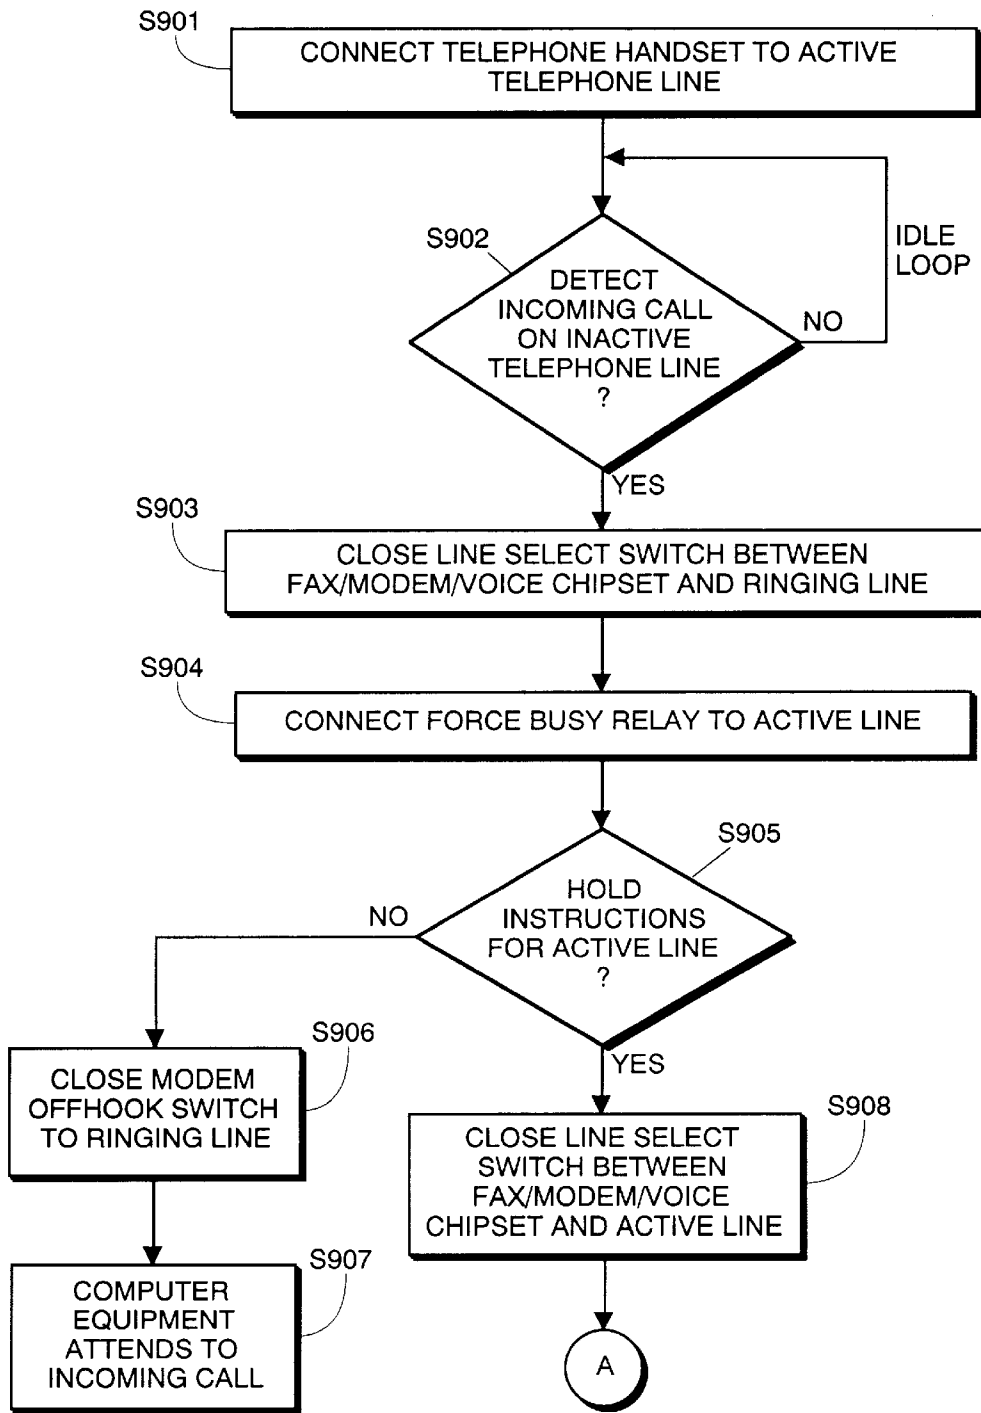 S901
CONNECT TELEPHONE HANDSET TO ACTIVE
TELEPHONE LINE
IDLE
LOOP
S902
DETECT
INCOMING CALL
ON INACTIVE
TELEPHONE LINE
?
NO
YES
S903
CLOSE LINE SELECT SWITCH BETWEEN
FAX/MODEM/VOICE CHIPSET AND RINGING LINE
S904
CONNECT FORCE BUSY RELAY TO ACTIVE LINE
S905
HOLD
INSTRUCTIONS
FOR ACTIVE LINE
?
NO
YES
S906
CLOSE MODEM
OFFHOOK SWITCH
TO RINGING LINE
S907
COMPUTER
EQUIPMENT
ATTENDS TO
INCOMING CALL
S908
CLOSE LINE SELECT
SWITCH BETWEEN
FAX/MODEM/VOICE
CHIPSET AND ACTIVE LINE
A